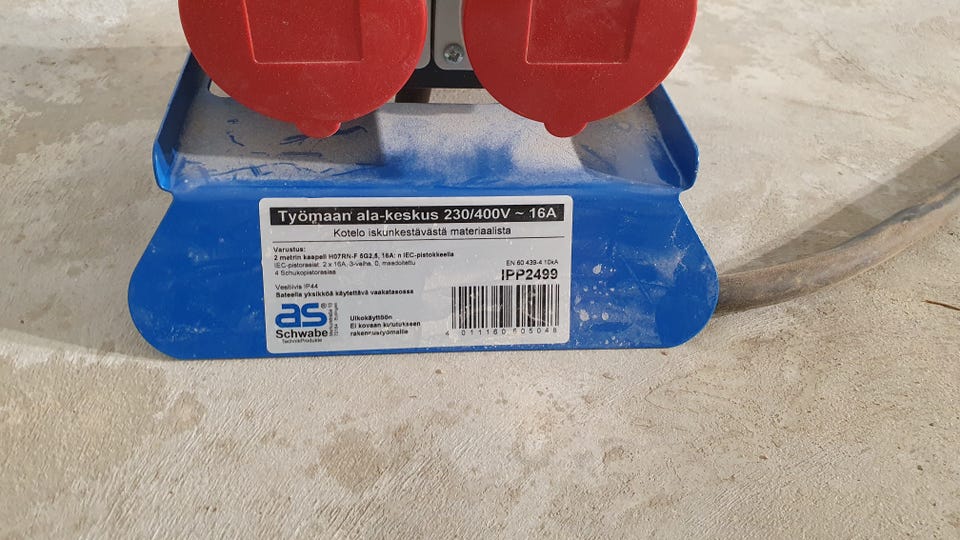 Työmaan ala-keskus 230/400V ~ 16A
Kotelo iskunkestävästä materiaalista
Varustus:
2 metrin kaapeli H07RN-F 5G2,5, 16A: n IEC-pistokkeella
IEC-pistorasiat: 2 x 16A, 3-vaihe, 0, maadoitettu
4 Schukopistorasiaa
EN 60 439-4 10kA
IPP2499
Vesitiivis IP44
Sateella yksikköä käytettävä vaakatasossa
as®
Schwabe
TechnikProdukte
Ulkokäyttöön
Ei kovaan kulutukseen
rakennustyömaille
4 011160 605048